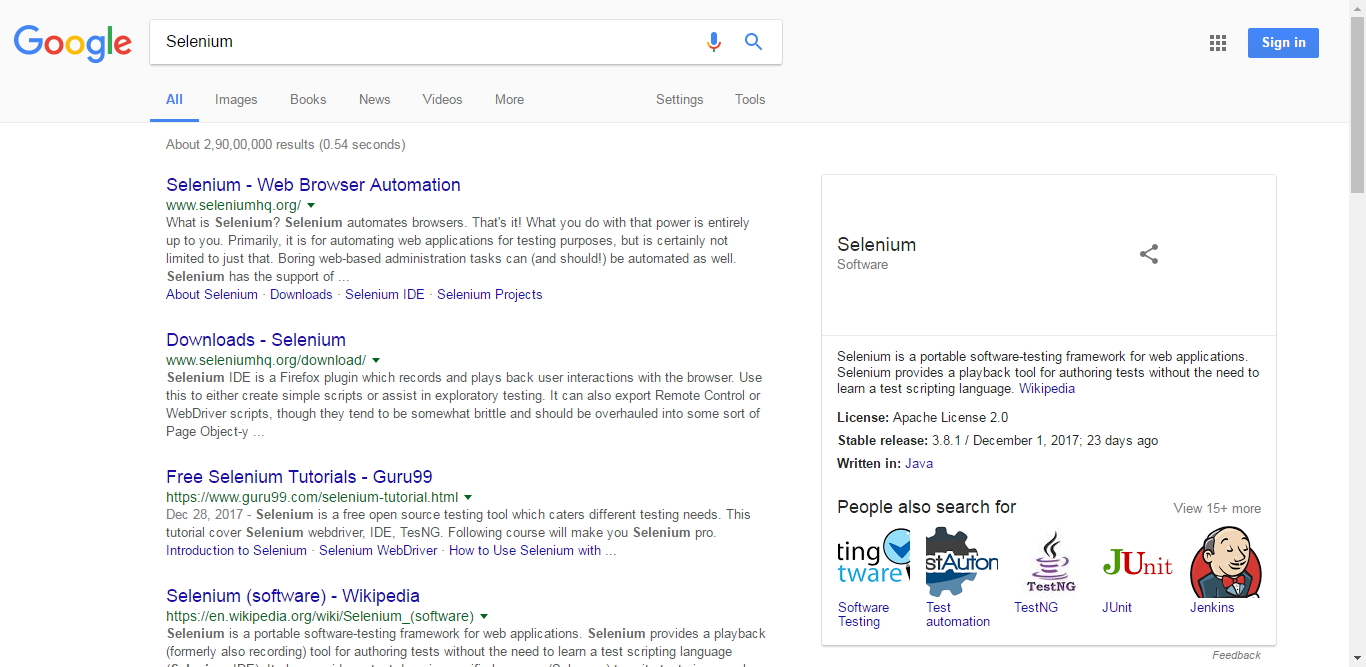 Google
Selenium
Sign in
All Images Books News Videos More Settings Tools
About 2,90,00,000 results (0.54 seconds)
Selenium - Web Browser Automation
www.seleniumhq.org/
What is Selenium? Selenium automates browsers. That's it! What you do with that power is entirely
up to you. Primarily, it is for automating web applications for testing purposes, but is certainly not
limited to just that. Boring web-based administration tasks can (and should!) be automated as well.
Selenium has the support of ...
About Selenium · Downloads · Selenium IDE · Selenium Projects
Downloads - Selenium
www.seleniumhq.org/download/
Selenium IDE is a Firefox plugin which records and plays back user interactions with the browser. Use
this to either create simple scripts or assist in exploratory testing. It can also export Remote Control or
WebDriver scripts, though they tend to be somewhat brittle and should be overhauled into some sort of
Page Object-y ...
Free Selenium Tutorials - Guru99
https://www.guru99.com/selenium-tutorial.html
Dec 28, 2017 - Selenium is a free open source testing tool which caters different testing needs. This
tutorial cover Selenium webdriver, IDE, TesNG. Following course will make you Selenium pro.
Introduction to Selenium · Selenium WebDriver · How to Use Selenium with ...
Selenium (software) - Wikipedia
https://en.wikipedia.org/wiki/Selenium_(software)
Selenium is a portable software-testing framework for web applications. Selenium provides a playback
(formerly also recording) tool for authoring tests without the need to learn a test scripting language
Selenium
Software
Selenium is a portable software-testing framework for web applications.
Selenium provides a playback tool for authoring tests without the need to
learn a test scripting language. Wikipedia
License: Apache License 2.0
Stable release: 3.8.1 / December 1, 2017; 23 days ago
Written in: Java
People also search for
View 15+ more
ting
tware
stAuton
TestNG
JUnit
Software Testing
Test automation
TestNG
JUnit
Jenkins
Feedback